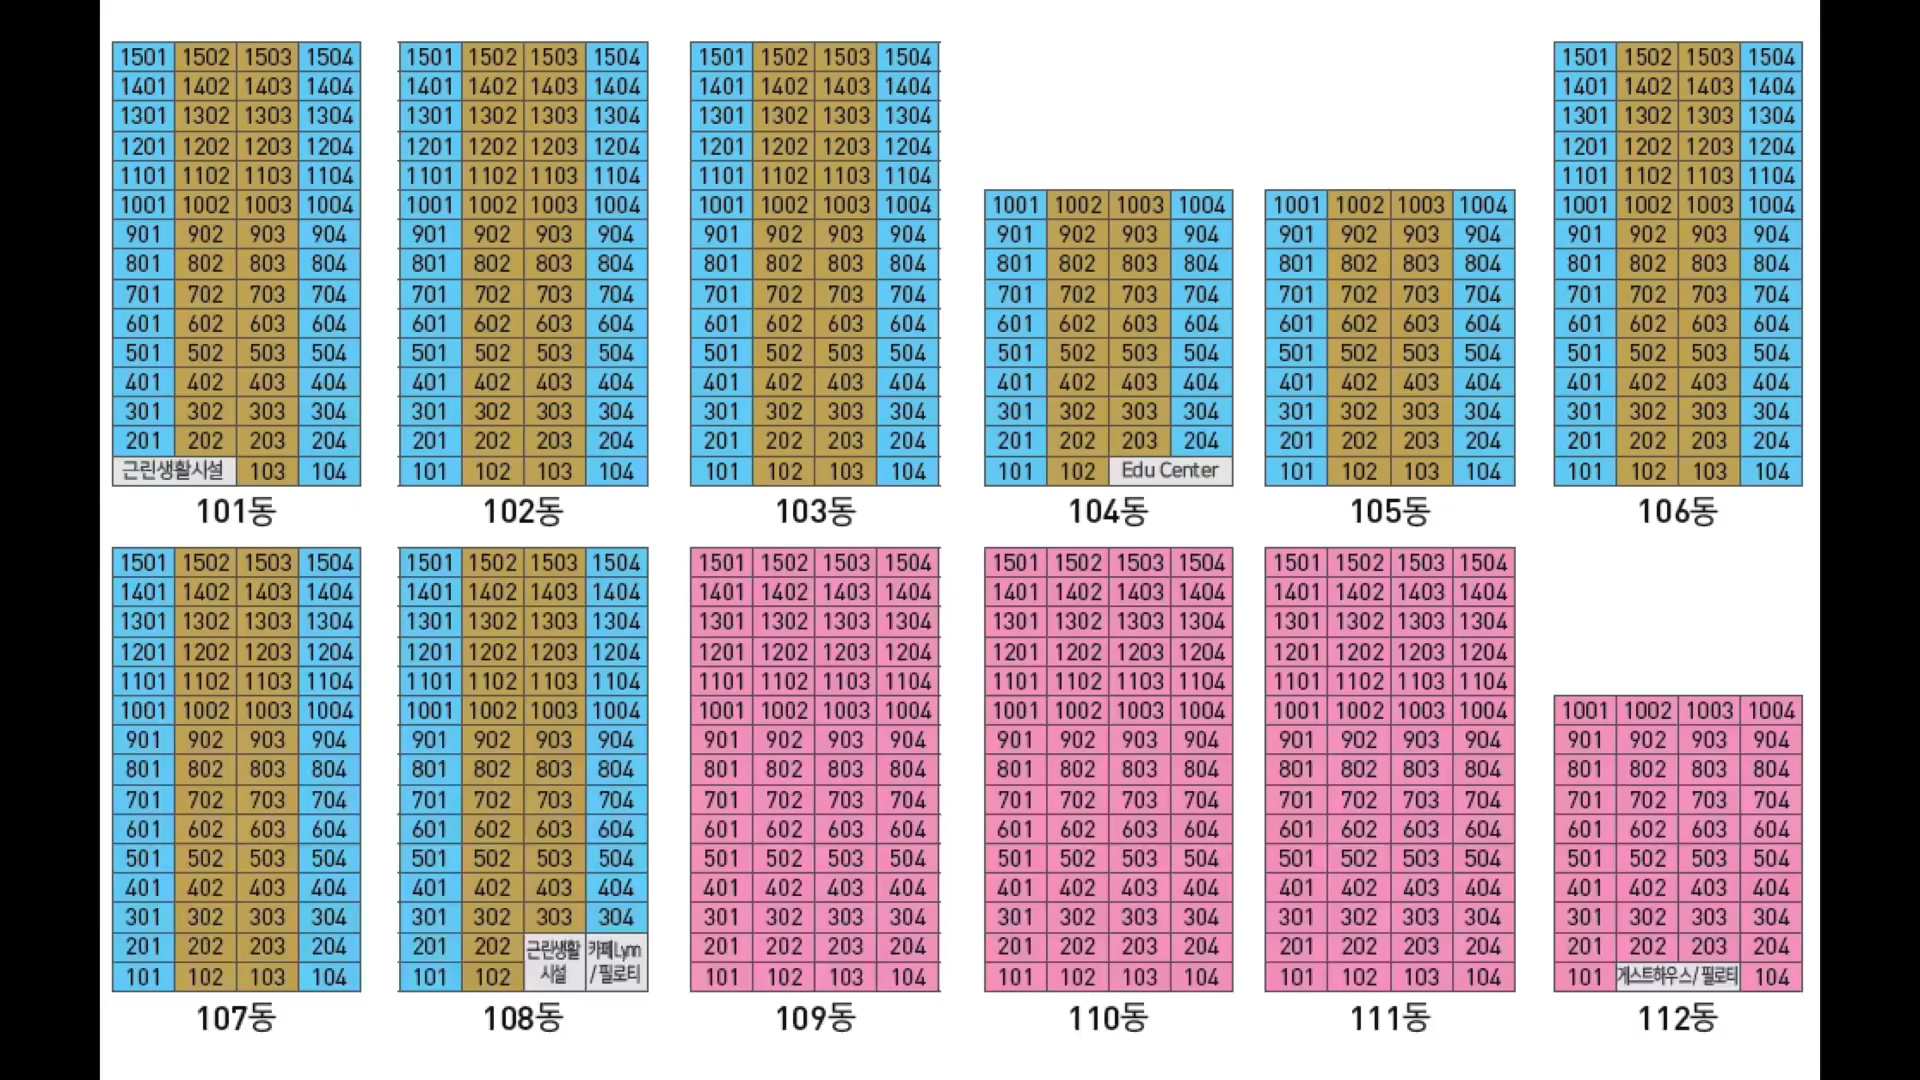 1501 1502 1503 1504 1501 1502 1503 1504 1501 1502 1503 1504 1501 1502 1503 1504
1401 1402 1403 1404 1401 1402 1403 1404 1401 1402 1403 1404 1401 1402 1403 1404
1301 1302 1303 1304 1301 1302 1303 1304 1301 1302 1303 1304 1301 1302 1303 1304
1201 1202 1203 1204 1201 1202 1203 1204 1201 1202 1203 1204 1201 1202 1203 1204
1101 1102 1103 1104 1101 1102 1103 1104 1101 1102 1103 1104 1101 1102 1103 1104
1001 1002 1003 1004 1001 1002 1003 1004 1001 1002 1003 1004 1001 1002 1003 1004 1001 1002 1003 1004 1001 1002 1003 1004
901 902 903 904 901 902 903 904 901 902 903 904 901 902 903 904 901 902 903 904 901 902 903 904
801 802 803 804 801 802 803 804 801 802 803 804 801 802 803 804 801 802 803 804 801 802 803 804
701 702 703 704 701 702 703 704 701 702 703 704 701 702 703 704 701 702 703 704 701 702 703 704
601 602 603 604 601 602 603 604 601 602 603 604 601 602 603 604 601 602 603 604 601 602 603 604
501 502 503 504 501 502 503 504 501 502 503 504 501 502 503 504 501 502 503 504 501 502 503 504
401 402 403 404 401 402 403 404 401 402 403 404 401 402 403 404 401 402 403 404 401 402 403 404
301 302 303 304 301 302 303 304 301 302 303 304 301 302 303 304 301 302 303 304 301 302 303 304
201 202 203 204 201 202 203 204 201 202 203 204 201 202 203 204 201 202 203 204 201 202 203 204
근린생활시설 103 104 101 102 103 104 101 102 103 104 101 102 Edu Center 101 102 103 104 101 102 103 104
101동 102동 103동 104동 105동 106동
1501 1502 1503 1504 1501 1502 1503 1504 1501 1502 1503 1504 1501 1502 1503 1504 1501 1502 1503 1504
1401 1402 1403 1404 1401 1402 1403 1404 1401 1402 1403 1404 1401 1402 1403 1404 1401 1402 1403 1404
1301 1302 1303 1304 1301 1302 1303 1304 1301 1302 1303 1304 1301 1302 1303 1304 1301 1302 1303 1304
1201 1202 1203 1204 1201 1202 1203 1204 1201 1202 1203 1204 1201 1202 1203 1204 1201 1202 1203 1204
1101 1102 1103 1104 1101 1102 1103 1104 1101 1102 1103 1104 1101 1102 1103 1104 1101 1102 1103 1104
1001 1002 1003 1004 1001 1002 1003 1004 1001 1002 1003 1004 1001 1002 1003 1004 1001 1002 1003 1004 1001 1002 1003 1004
901 902 903 904 901 902 903 904 901 902 903 904 901 902 903 904 901 902 903 904 901 902 903 904
801 802 803 804 801 802 803 804 801 802 803 804 801 802 803 804 801 802 803 804 801 802 803 804
701 702 703 704 701 702 703 704 701 702 703 704 701 702 703 704 701 702 703 704 701 702 703 704
601 602 603 604 601 602 603 604 601 602 603 604 601 602 603 604 601 602 603 604 601 602 603 604
501 502 503 504 501 502 503 504 501 502 503 504 501 502 503 504 501 502 503 504 501 502 503 504
401 402 403 404 401 402 403 404 401 402 403 404 401 402 403 404 401 402 403 404 401 402 403 404
301 302 303 304 301 302 303 304 301 302 303 304 301 302 303 304 301 302 303 304 301 302 303 304
201 202 203 204 201 202 근린생활 카페Lym 201 202 203 204 201 202 203 204 201 202 203 204 201 202 203 204
101 102 103 104 101 102 시설 /필로티 101 102 103 104 101 102 103 104 101 102 103 104 101 게스트하우스/필로티 104
107동 108동 109동 110동 111동 112동